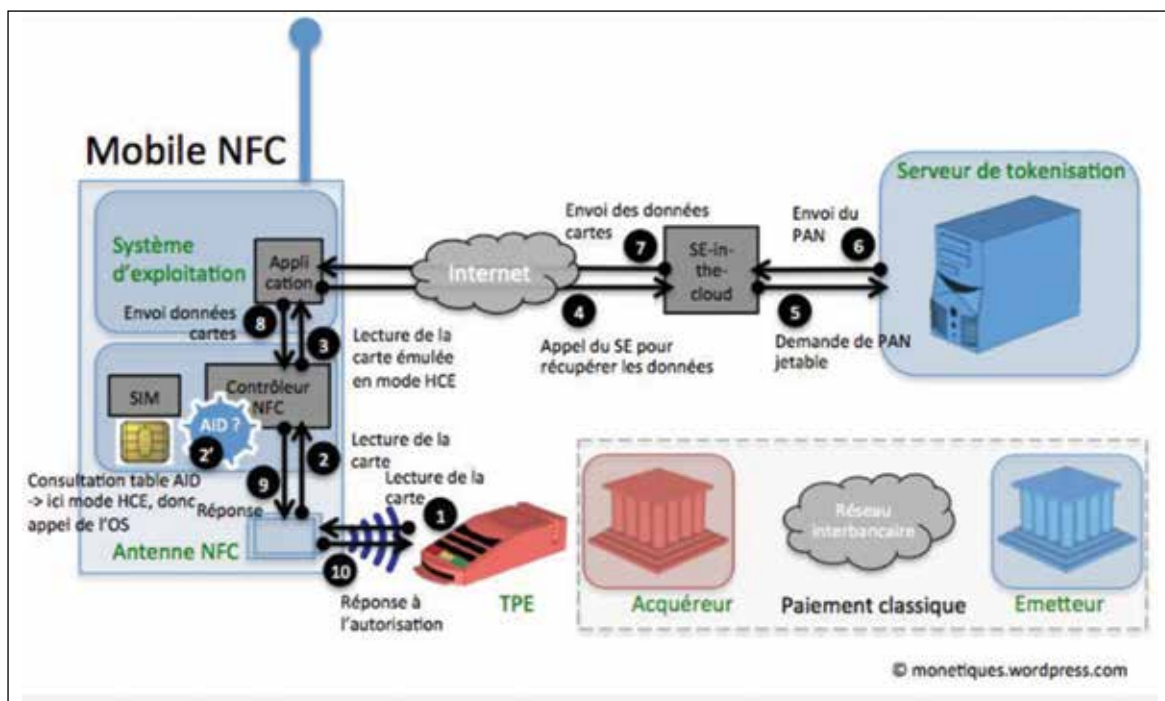 Mobile NFC
Système
d'exploitation
Appli
cation
Envoi données
cartes
8
3
Lecture de la
carte émulée
en mode HCE
Internet
Envoi des données
cartes
7
4
Appel du SE pour
récupérer les données
SE-in-
the-
cloud
Envoi du
PAN
6
5
Demande de PAN
jetable
Serveur de tokenisation
SIM
Contrôleur
NFC
AID ?
2'
Consultation table AID
-> ici mode HCE, donc
appel de l'OS
9
2
Lecture de la
carte
Réponse
Antenne NFC
Lecture de la
carte
1
10
Réponse à
l'autorisation
TPE
Acquéreur
Réseau
interbancaire
Paiement classique
Emetteur
© monetiques.wordpress.com